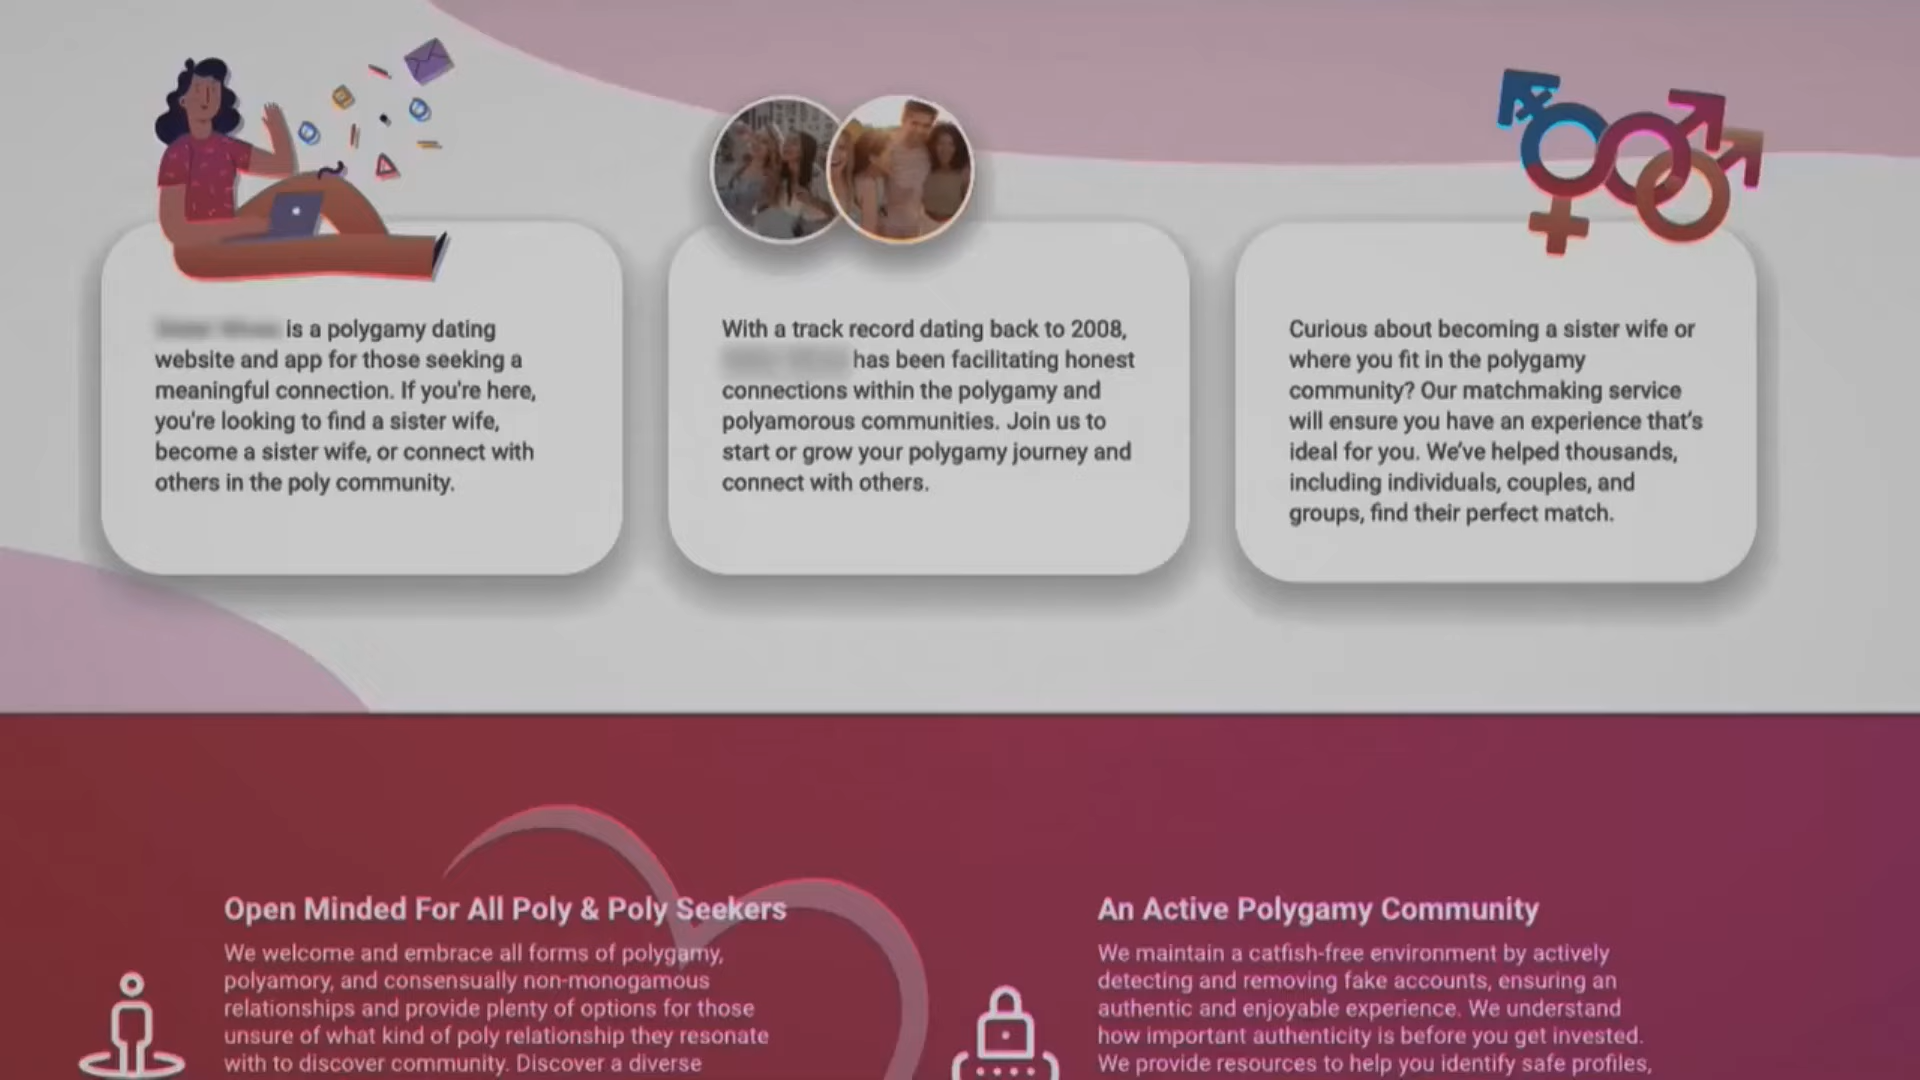 is a polygamy dating
website and app for those seeking a
meaningful connection. If you're here,
you're looking to find a sister wife,
become a sister wife, or connect with
others in the poly community.
With a track record dating back to 2008,
has been facilitating honest
connections within the polygamy and
polyamorous communities. Join us to
start or grow your polygamy journey and
connect with others.
Curious about becoming a sister wife or
where you fit in the polygamy
community? Our matchmaking service
will ensure you have an experience that's
ideal for you. We've helped thousands,
including individuals, couples, and
groups, find their perfect match.
Open Minded For All Poly & Poly Seekers
We welcome and embrace all forms of polygamy,
polyamory, and consensually non-monogamous
relationships and provide plenty of options for those
unsure of what kind of poly relationship they resonate
with to discover community. Discover a diverse
An Active Polygamy Community
We maintain a catfish-free environment by actively
detecting and removing fake accounts, ensuring an
authentic and enjoyable experience. We understand
how important authenticity is before you get invested.
We provide resources to help you identify safe profiles,